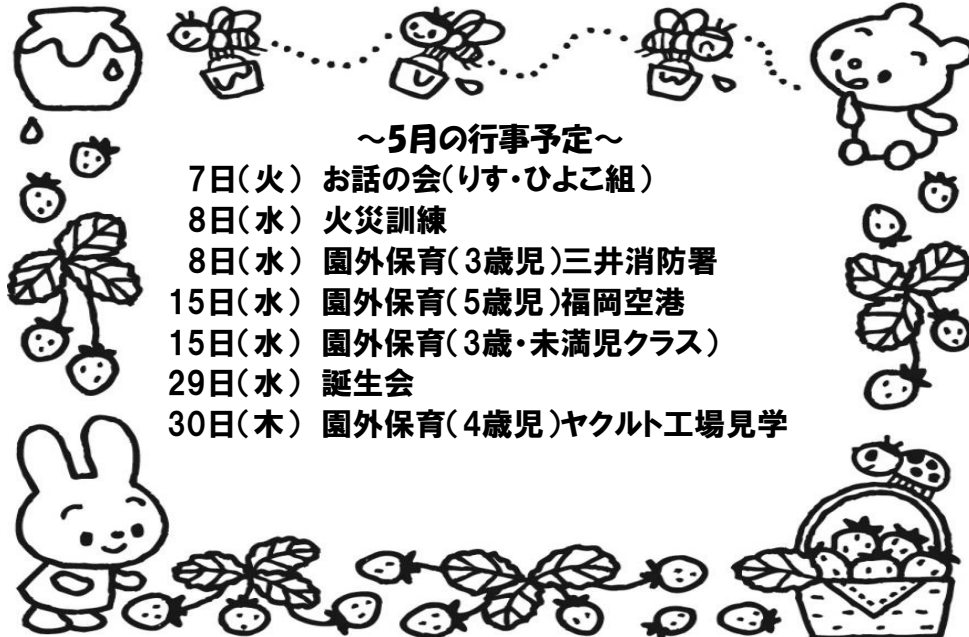 ～5月の行事予定～
7日(火) お話の会(りす・ひよこ組)
8日(水) 火災訓練
8日(水) 園外保育(3歳児)三井消防署
15日(水) 園外保育(5歳児)福岡空港
15日(水) 園外保育(3歳・未満児クラス)
29日(水) 誕生会
30日(木) 園外保育(4歳児)ヤクルト工場見学